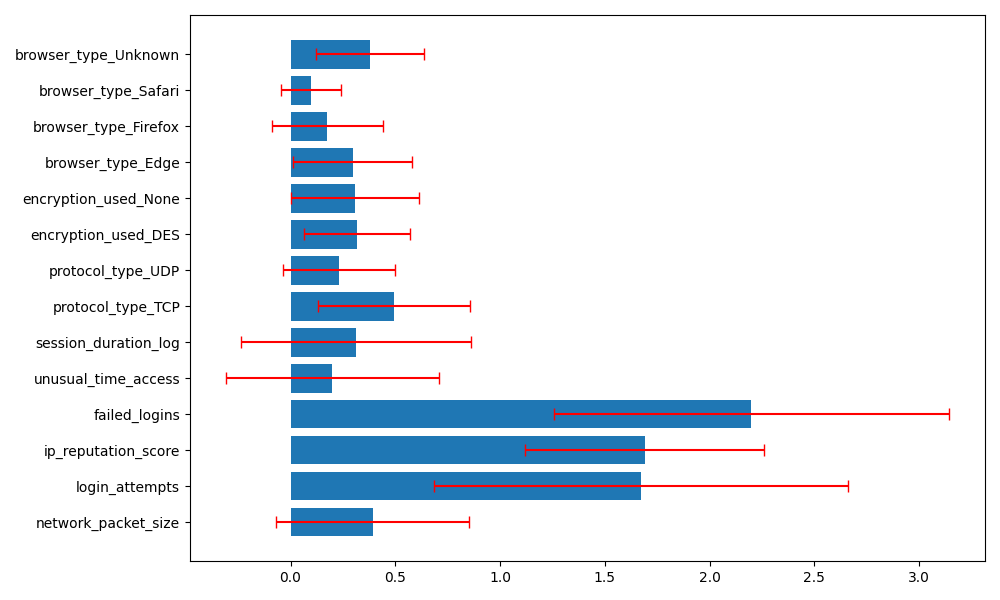 browser_type_Unknown
browser_type_Safari
browser_type_Firefox
browser_type_Edge
encryption_used_None
encryption_used_DES
protocol_type_UDP
protocol_type_TCP
session_duration_log
unusual_time_access
failed_logins
ip_reputation_score
login_attempts
network_packet_size
0.0 0.5 1.0 1.5 2.0 2.5 3.0